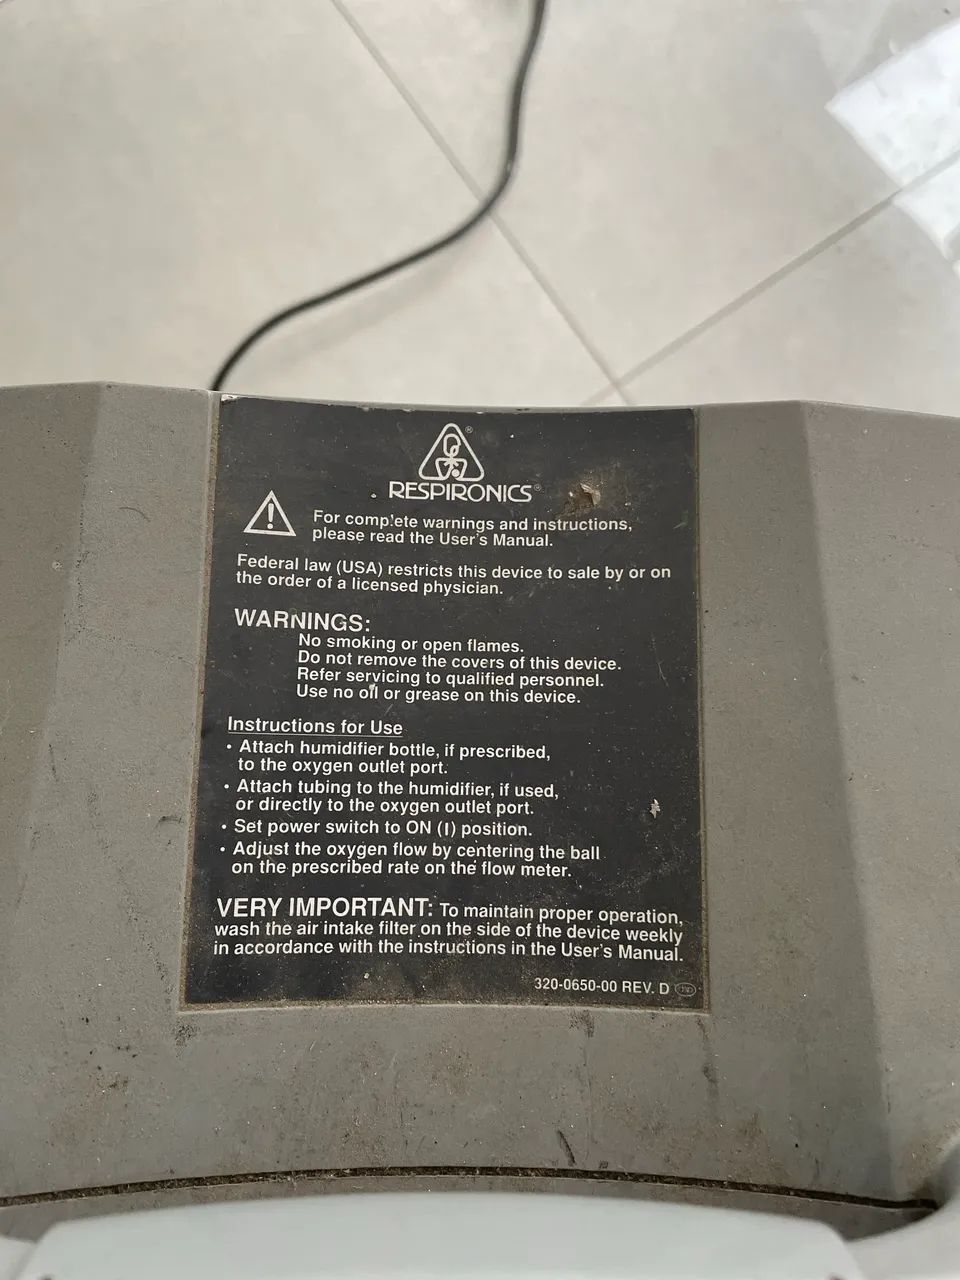 RESPIRONICS®
For complete warnings and instructions,
please read the User's Manual.
Federal law (USA) restricts this device to sale by or on
the order of a licensed physician.
WARNINGS:
No smoking or open flames.
Do not remove the covers of this device.
Refer servicing to qualified personnel.
Use no oil or grease on this device.
Instructions for Use
• Attach humidifier bottle, if prescribed,
to the oxygen outlet port.
• Attach tubing to the humidifier, if used,
or directly to the oxygen outlet port.
• Set power switch to ON (I) position.
• Adjust the oxygen flow by centering the ball
on the prescribed rate on the flow meter.
VERY IMPORTANT: To maintain proper operation,
wash the air intake filter on the side of the device weekly
in accordance with the instructions in the User's Manual.
320-0650-00 REV. D